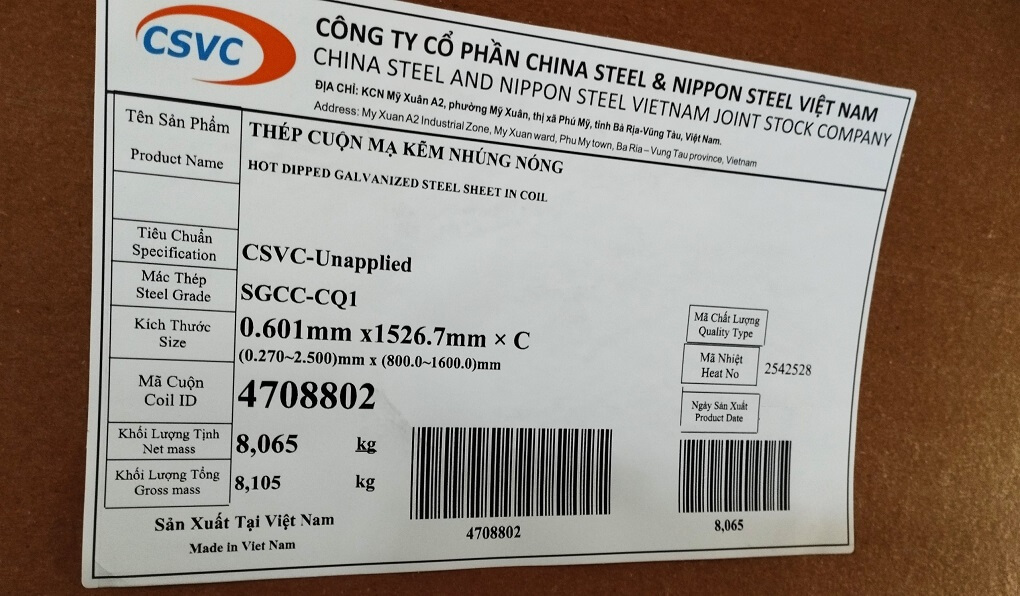 CSVC
CÔNG TY CỔ PHẦN CHINA STEEL & NIPPON STEEL VIỆT NAM
CHINA STEEL AND NIPPON STEEL VIETNAM JOINT STOCK COMPANY
ĐỊA CHỈ: KCN Mỹ Xuân A2, phường Mỹ Xuân, thị xã Phú Mỹ, tỉnh Bà Rịa-Vũng Tàu, Việt Nam.
Address: My Xuan A2 Industrial Zone, My Xuan ward, Phu My town, Ba Ria – Vung Tau province, Vietnam
Tên Sản Phẩm
Product Name
THÉP CUỘN MẠ KẼM NHÚNG NÓNG
HOT DIPPED GALVANIZED STEEL SHEET IN COIL
Tiêu Chuẩn
Specification
CSVC-Unapplied
Mác Thép
Steel Grade
SGCC-CQ1
Kích Thước
Size
0.601mm x1526.7mm × C
(0.270~2.500)mm x (800.0~1600.0)mm
Mã Cuộn
Coil ID
4708802
Khối Lượng Tịnh
Net mass
8,065 kg
Khối Lượng Tổng
Gross mass
8,105 kg
Mã Chất Lượng
Quality Type
Mã Nhiệt
Heat No
2542528
Ngày Sản Xuất
Product Date
4708802
8,065
Sản Xuất Tại Việt Nam
Made in Viet Nam